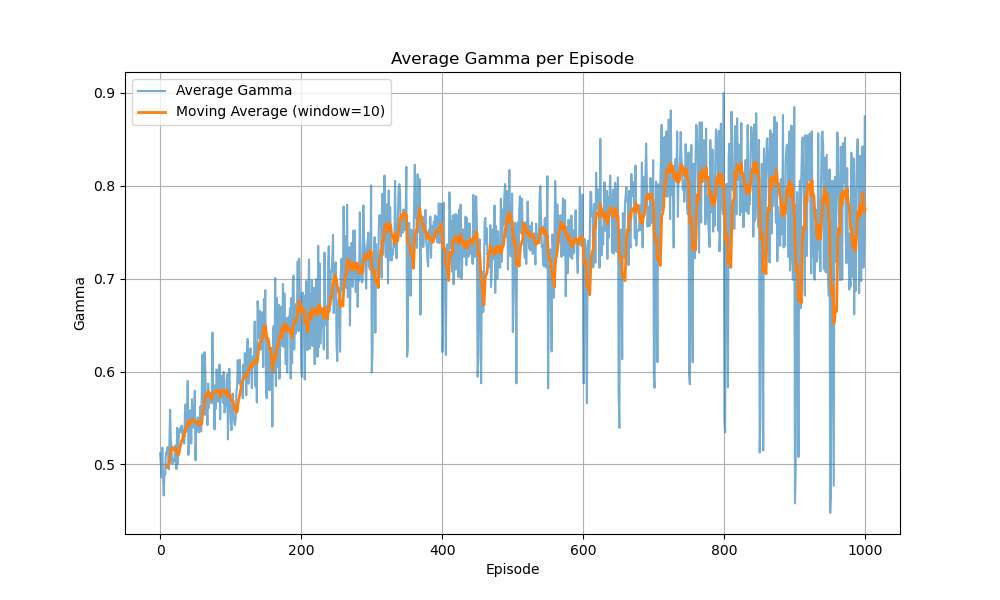 Average Gamma per Episode
Average Gamma
Moving Average (window=10)
Gamma
0.9
0.8
0.7
0.6
0.5
0 200 400 600 800 1000
Episode